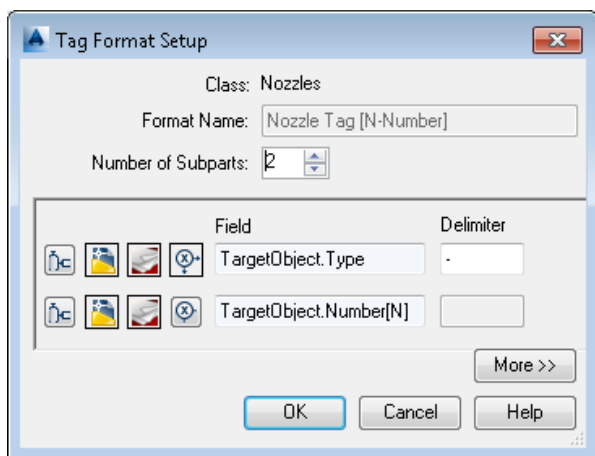 Tag Format Setup
Class: Nozzles
Format Name: Nozzle Tag [N-Number]
Number of Subparts: 2
Field Delimiter
TargetObject.Type -
TargetObject.Number[N]
More >>
OK Cancel Help